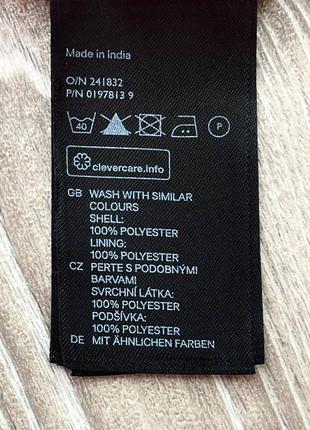 Made in India
O/N 241832
P/N 0197813 9
40
P
clevercare.info
GB WASH WITH SIMILAR
COLOURS
SHELL:
100% POLYESTER
LINING:
100% POLYESTER
CZ PERTE S PODOBNÝMI
BARVAMI
SVRCHNÍ LÁTKA:
100% POLYESTER
PODŠÍVKA:
100% POLYESTER
DE MIT ÄHNLICHEN FARBEN